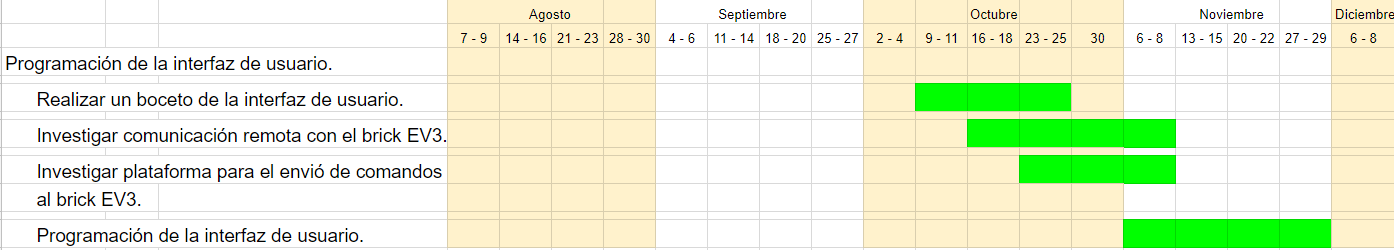 Agosto Septiembre Octubre Noviembre Diciembre
7 - 9 14 - 16 21 - 23 28 - 30 4 - 6 11 - 14 18 - 20 25 - 27 2 - 4 9 - 11 16 - 18 23 - 25 30 6 - 8 13 - 15 20 - 22 27 - 29 6 - 8
Programación de la interfaz de usuario.
Realizar un boceto de la interfaz de usuario.
Investigar comunicación remota con el brick EV3.
Investigar plataforma para el envió de comandos
al brick EV3.
Programación de la interfaz de usuario.